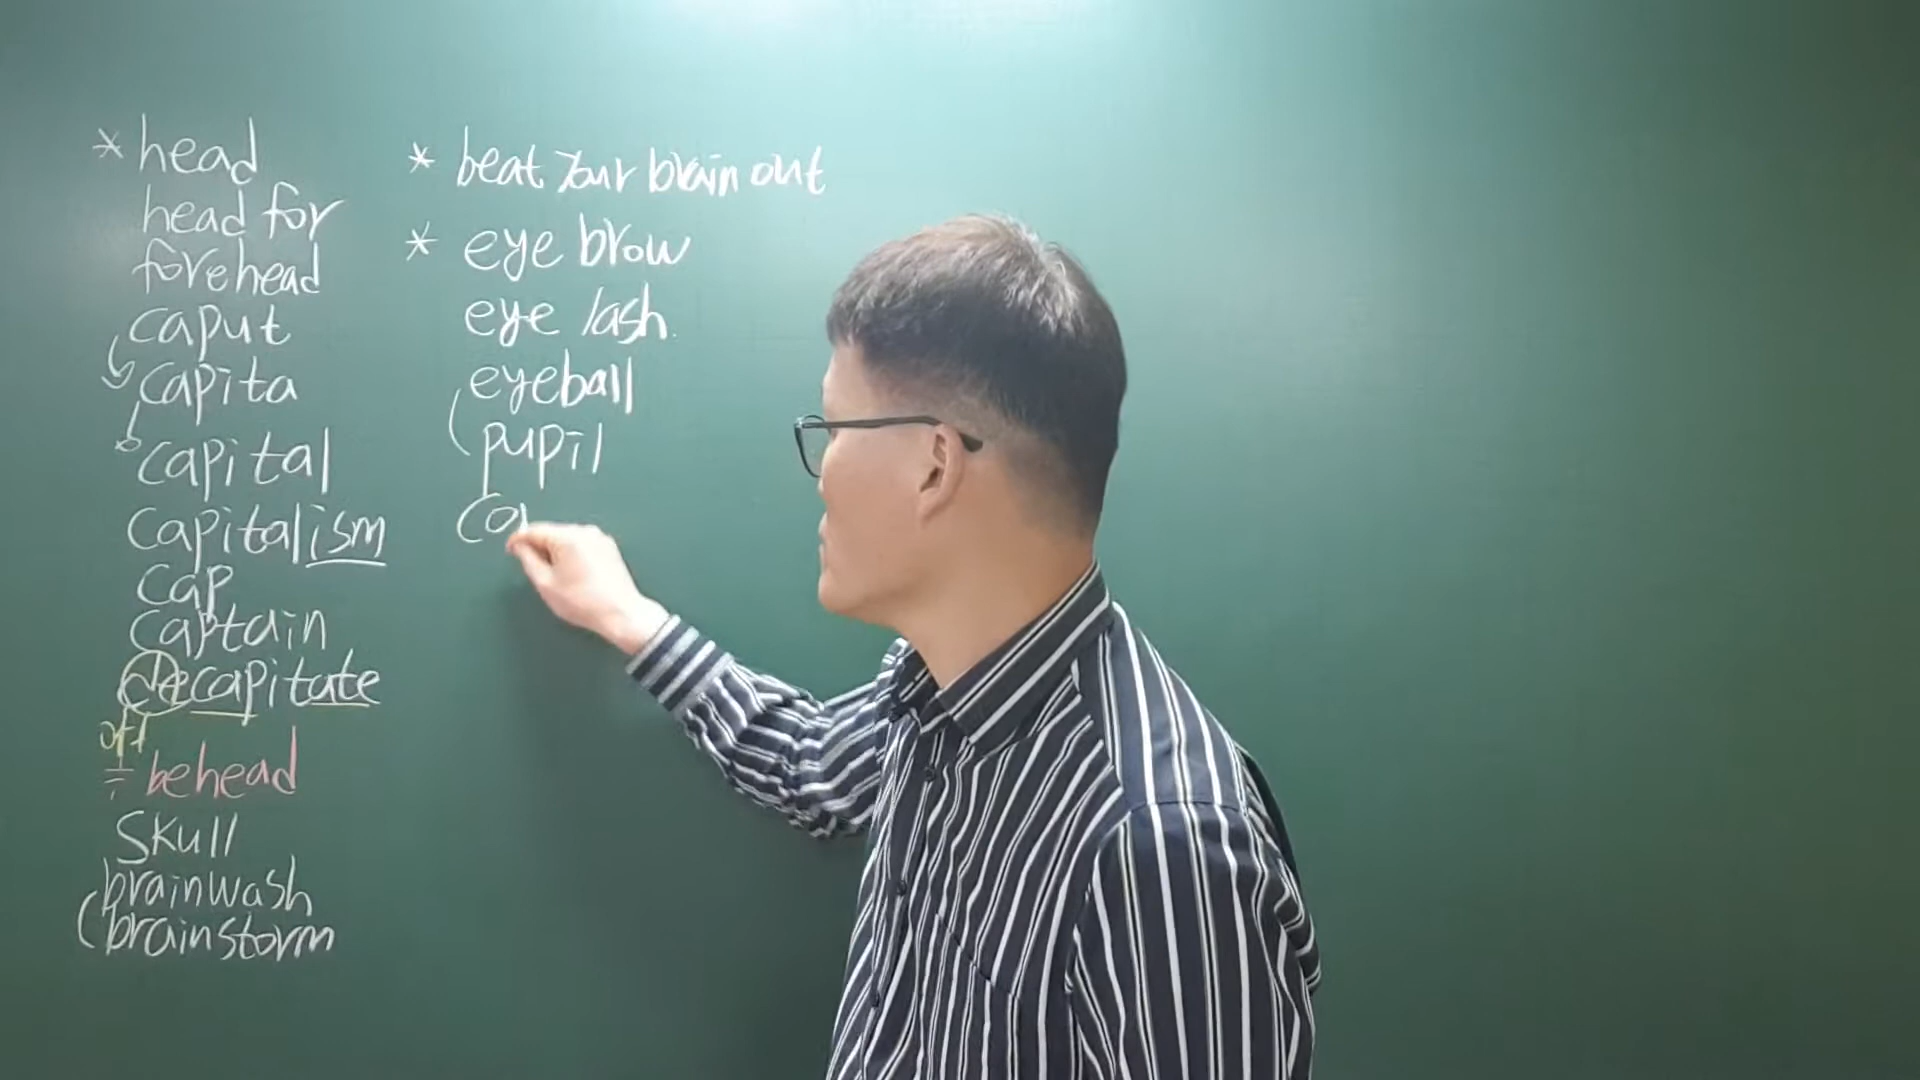 * head
head for
forehead
caput
capita
capital
capitalism
cap
captain
decapitate
off
= behead
skull
brainwash
(brainstorm
* beat your brain out
* eye brow
eye lash.
eyeball
(pupil
co